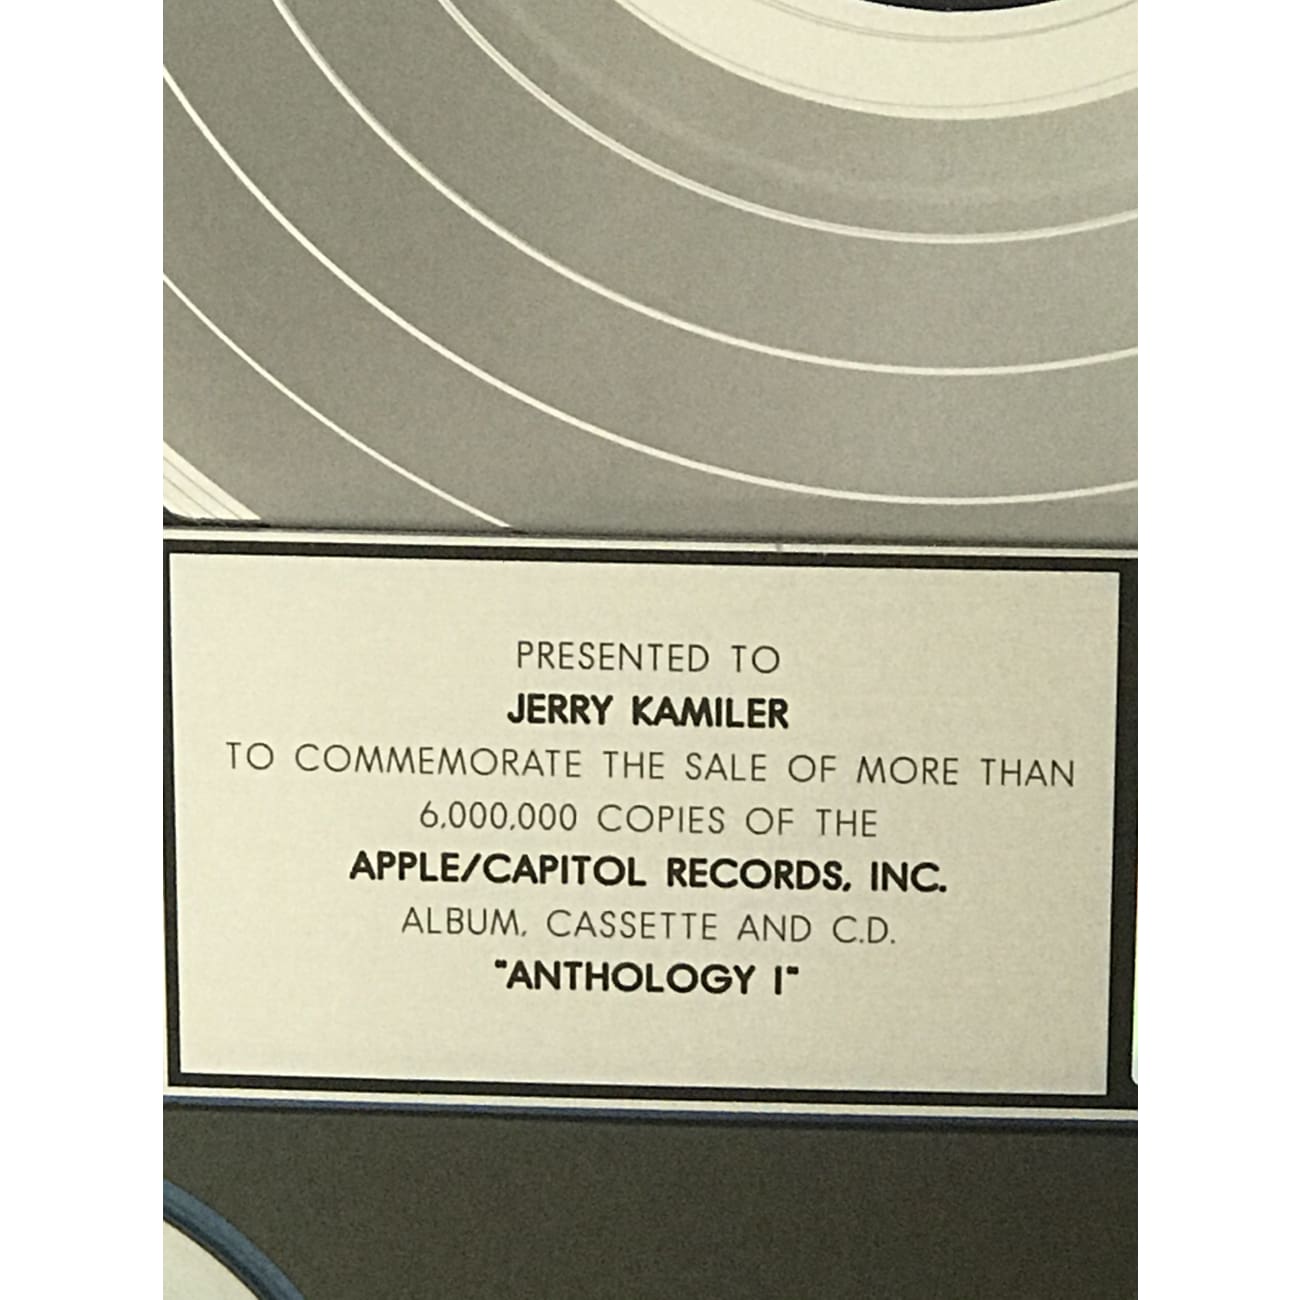 PRESENTED TO
JERRY KAMILER
TO COMMEMORATE THE SALE OF MORE THAN
6,000,000 COPIES OF THE
APPLE/CAPITOL RECORDS, INC.
ALBUM, CASSETTE AND C.D.
"ANTHOLOGY I"